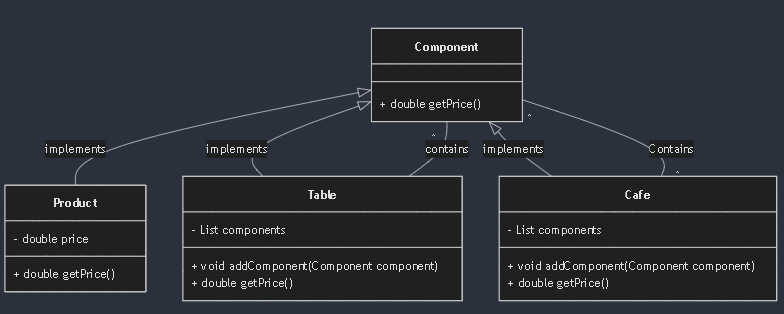 Component
+ double getPrice()
implements
implements
contains
implements
Contains
Product
- double price
+ double getPrice()
Table
- List components
+ void addComponent(Component component)
+ double getPrice()
Cafe
- List components
+ void addComponent(Component component)
+ double getPrice()